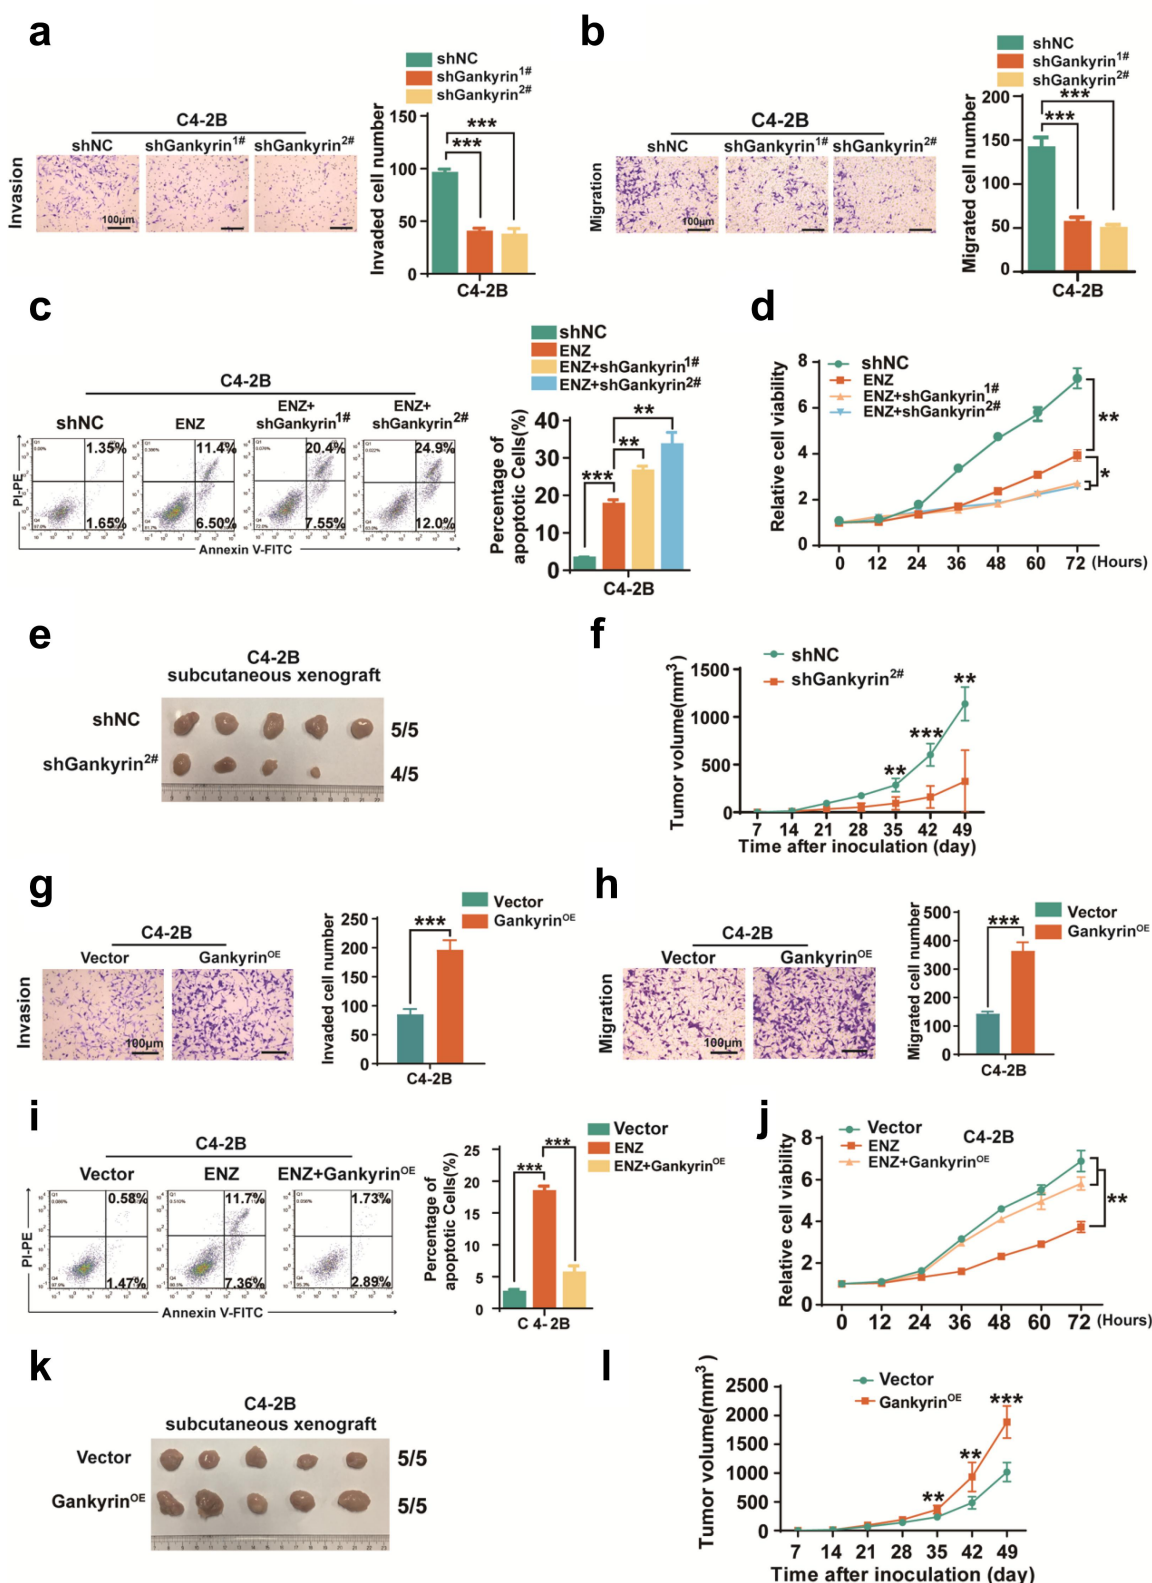 a
shNC
shGankyrin1#
shGankyrin2#
C4-2B
shNC shGankyrin1# shGankyrin2#
Invasion
100μm
Invaded cell number
150
100
50
0
***
***
C4-2B
b
shNC
shGankyrin1#
shGankyrin2#
C4-2B
shNC shGankyrin1# shGankyrin2#
Migration
100μm
Migrated cell number
200
150
100
50
0
***
***
C4-2B
c
C4-2B
shNC
ENZ
ENZ+
shGankyrin1#
ENZ+
shGankyrin2#
1.35%
1.65%
11.4%
6.50%
20.4%
7.55%
24.9%
12.0%
PI-PE
Annexin V-FITC
shNC
ENZ
ENZ+shGankyrin1#
ENZ+shGankyrin2#
Percentage of
apoptotic Cells(%)
40
30
20
10
0
***
**
**
C4-2B
d
Relative cell viability
8
6
4
2
0
shNC
ENZ
ENZ+shGankyrin1#
ENZ+shGankyrin2#
**
*
0 12 24 36 48 60 72 (Hours)
e
C4-2B
subcutaneous xenograft
shNC
5/5
shGankyrin2#
4/5
f
shNC
shGankyrin2#
Tumor volume(mm3)
1500
1000
500
0
**
***
**
7 14 21 28 35 42 49
Time after inoculation (day)
g
C4-2B
Vector GankyrinOE
Invasion
100μm
Vector
GankyrinOE
Invaded cell number
250
200
150
100
50
0
***
C4-2B
h
C4-2B
Vector GankyrinOE
Migration
100μm
Vector
GankyrinOE
Migrated cell number
500
400
300
200
100
0
***
C4-2B
i
C4-2B
Vector ENZ ENZ+GankyrinOE
0.58%
1.47%
11.7%
7.36%
1.73%
2.89%
PI-PE
Annexin V-FITC
Vector
ENZ
ENZ+GankyrinOE
Percentage of
apoptotic Cells(%)
25
20
15
10
5
0
***
***
C 4- 2B
j
Vector
ENZ
ENZ+GankyrinOE
C4-2B
Relative cell viability
8
6
4
2
0
**
0 12 24 36 48 60 72 (Hours)
k
C4-2B
subcutaneous xenograft
Vector
5/5
GankyrinOE
5/5
l
Vector
GankyrinOE
Tumor volume(mm3)
2500
2000
1500
1000
500
0
**
**
***
7 14 21 28 35 42 49
Time after inoculation (day)